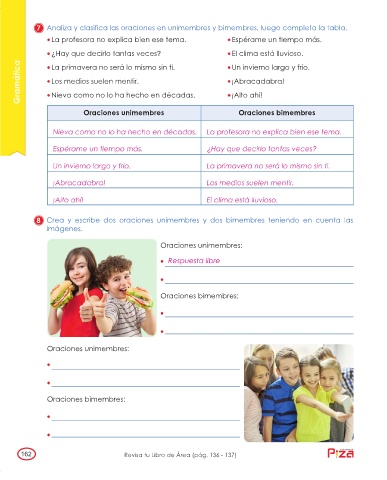 7 Analiza y clasifica las oraciones en unimembres y bimembres, luego completa la tabla.
• La profesora no explica bien ese tema.
• Espérame un tiempo más.
• ¿Hay que decirlo tantas veces?
• El clima está lluvioso.
• La primavera no será lo mismo sin ti.
• Un invierno largo y frío.
• Los medios suelen mentir.
• ¡Abracadabra!
• Nieva como no lo ha hecho en décadas.
• ¡Alto ahí!
Gramática
Oraciones unimembres
Oraciones bimembres
Nieva como no lo ha hecho en décadas.
La profesora no explica bien ese tema.
Espérame un tiempo más.
¿Hay que decirlo tantas veces?
Un invierno largo y frío.
La primavera no será lo mismo sin ti.
¡Abracadabra!
Los medios suelen mentir.
¡Alto ahí!
El clima está lluvioso.
8 Crea y escribe dos oraciones unimembres y dos bimembres teniendo en cuenta las
imágenes.
Oraciones unimembres:
• Respuesta libre
Oraciones bimembres:
Oraciones unimembres:
Oraciones bimembres:
162
Revisa tu Libro de Área (pág. 136 - 137)
Piza